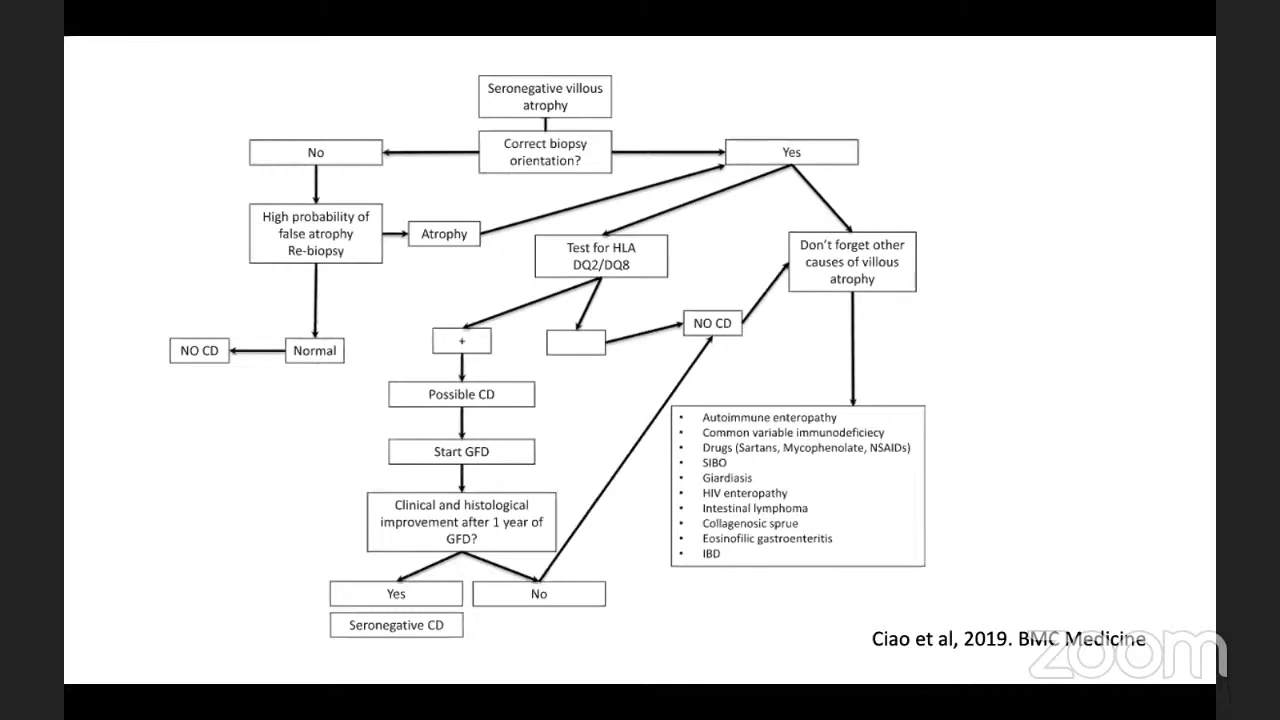 Seronegative villous
atrophy
Correct biopsy
orientation?
No
Yes
High probability of
false atrophy
Re-biopsy
Atrophy
Test for HLA
DQ2/DQ8
Don't forget other
causes of villous
atrophy
NO CD
Normal
+
NO CD
Possible CD
Start GFD
Clinical and histological
improvement after 1 year of
GFD?
Yes
No
Seronegative CD
• Autoimmune enteropathy
• Common variable immunodeficiecy
• Drugs (Sartans, Mycophenolate, NSAIDs)
• SIBO
• Giardiasis
• HIV enteropathy
• Intestinal lymphoma
• Collagenosic sprue
• Eosinofilic gastroenteritis
• IBD
Ciao et al, 2019. BMC Medicine
zoom